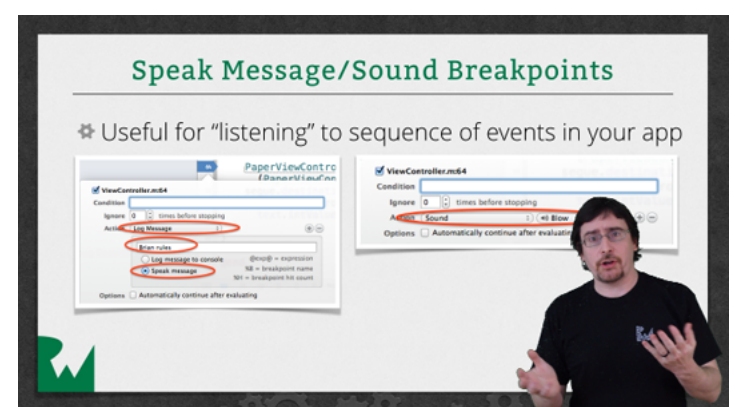 Speak Message/Sound Breakpoints
Useful for “listening” to sequence of events in your app
PaperViewContro
(PaperViewCon
ViewController.m:64
Condition
Ignore 0 times before stopping
Action Log Message
Brian rules
Log message to console @exp@ = expression
Speak message %B = breakpoint name
%H = breakpoint hit count
Options Automatically continue after evaluating
ViewController.m:64
Condition
Ignore 0 times before stopping
Action Sound Blow
Options Automatically continue after evaluating